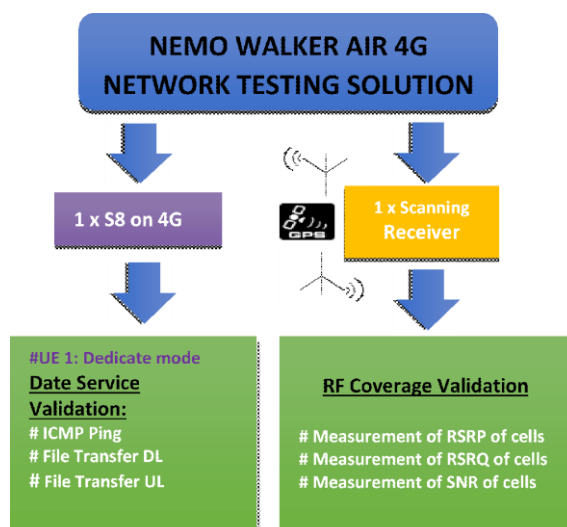 NEMO WALKER AIR 4G
NETWORK TESTING SOLUTION
1 x S8 on 4G
GPS
1 x Scanning
Receiver
#UE 1: Dedicate mode
Date Service
Validation:
# ICMP Ping
# File Transfer DL
# File Transfer UL
RF Coverage Validation
# Measurement of RSRP of cells
# Measurement of RSRQ of cells
# Measurement of SNR of cells